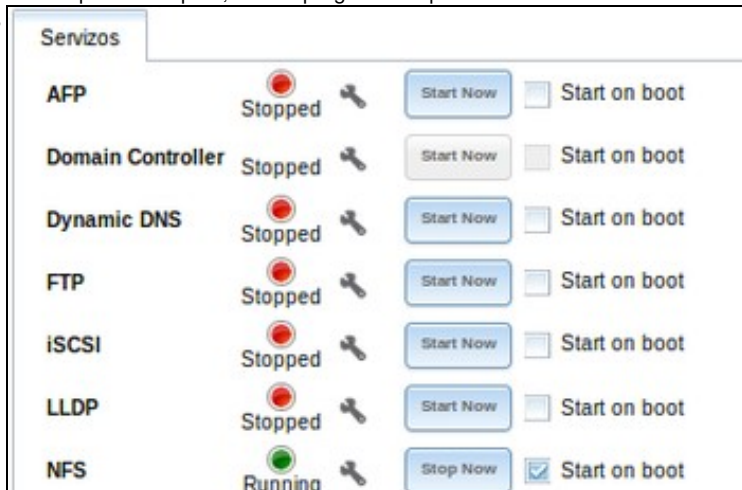 Servizos
AFP Stopped Start Now Start on boot
Domain Controller Stopped Start Now Start on boot
Dynamic DNS Stopped Start Now Start on boot
FTP Stopped Start Now Start on boot
iSCSI Stopped Start Now Start on boot
LLDP Stopped Start Now Start on boot
NFS Running Stop Now Start on boot